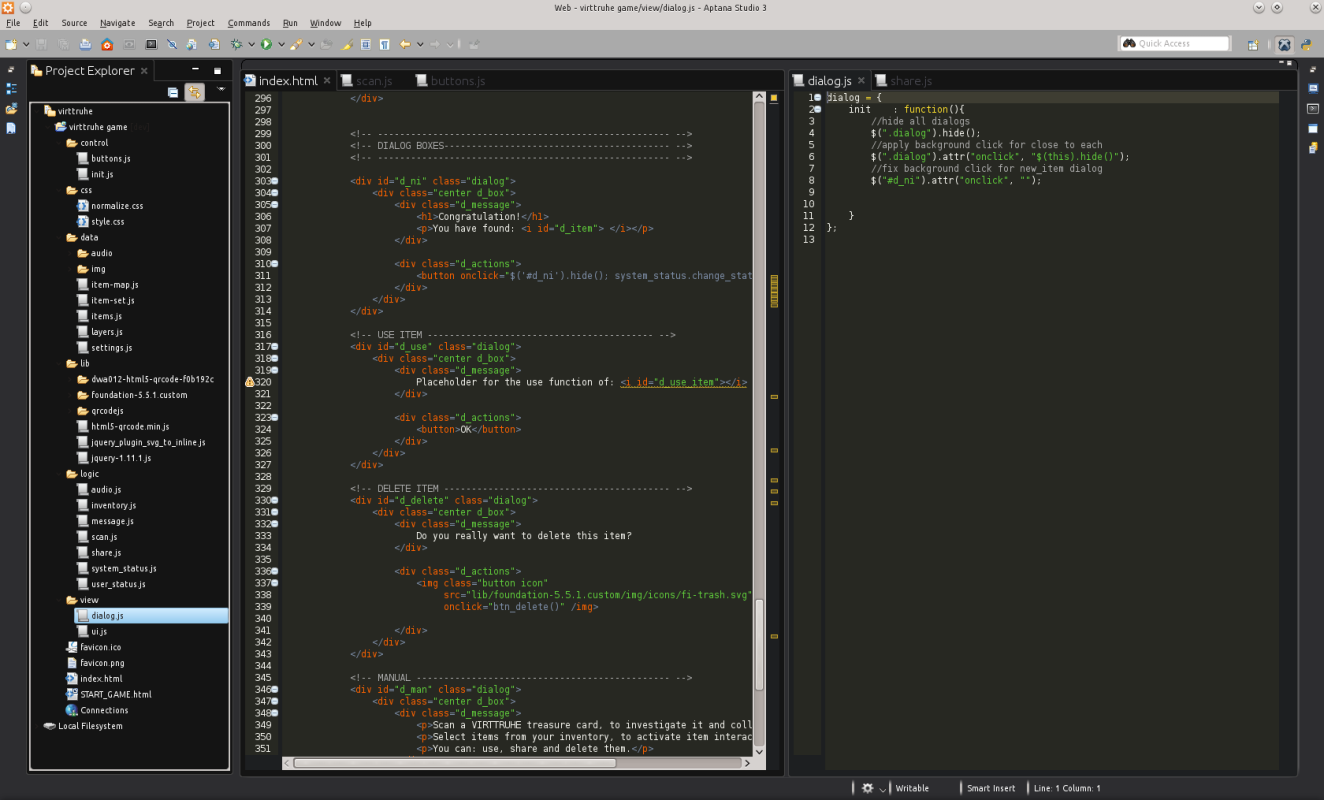 Web - virttruhe game/view/dialog.js - Aptana Studio 3
File Edit Source Navigate Search Project Commands Run Window Help
Quick Access
Project Explorer
virttruhe
virttruhe game
control
buttons.js
init.js
css
normalize.css
style.css
data
audio
img
item-map.js
item-set.js
items.js
layers.js
settings.js
lib
dwa012-html5-qrcode-f0b192c
foundation-5.5.1.custom
qrcodejs
html5-qrcode.min.js
jquery_plugin_svg_to_inline.js
jquery-1.11.1.js
logic
audio.js
inventory.js
message.js
scan.js
share.js
system_status.js
user_status.js
view
dialog.js
ui.js
favicon.ico
favicon.png
index.html
START_GAME.html
Connections
Local Filesystem
index.html scan.js buttons.js
296 </div>
297
298
299 <!-- ------------------------------------------------------ -->
300 <!-- DIALOG BOXES------------------------------------------ -->
301 <!-- ------------------------------------------------------ -->
302
303 <div id="d_ni" class="dialog">
304 <div class="center d_box">
305 <div class="d_message">
306 <h1>Congratulation!</h1>
307 <p>You have found: <i id="d_item"> </i></p>
308 </div>
309
310 <div class="d_actions">
311 <button onclick="$('#d_ni').hide(); system_status.change_stat
312 </div>
313 </div>
314 </div>
315
316 <!-- USE ITEM ------------------------------------------ -->
317 <div id="d_use" class="dialog">
318 <div class="center d_box">
319 <div class="d_message">
320 Placeholder for the use function of: <i id="d_use_item"></i>
321 </div>
322
323 <div class="d_actions">
324 <button>OK</button>
325 </div>
326 </div>
327 </div>
328
329 <!-- DELETE ITEM ------------------------------------------ -->
330 <div id="d_delete" class="dialog">
331 <div class="center d_box">
332 <div class="d_message">
333 Do you really want to delete this item?
334 </div>
335
336 <div class="d_actions">
337 <img class="button icon"
338 src="lib/foundation-5.5.1.custom/img/icons/fi-trash.svg"
339 onclick="btn_delete()" /img>
340
341 </div>
342 </div>
343 </div>
344
345 <!-- MANUAL ----------------------------------------------- -->
346 <div id="d_man" class="dialog">
347 <div class="center d_box">
348 <div class="d_message">
349 <p>Scan a VIRTTRUHE treasure card, to investigate it and coll
350 <p>Select items from your inventory, to activate item interac
351 <p>You can: use, share and delete them.</p>
dialog.js share.js
1 dialog = {
2 init : function(){
3 //hide all dialogs
4 $(".dialog").hide();
5 //apply background click for close to each
6 $(".dialog").attr("onclick", "$(this).hide()");
7 //fix background click for new_item dialog
8 $("#d_ni").attr("onclick", "");
9
10
11 }
12 };
13
Writable Smart Insert Line: 1 Column: 1